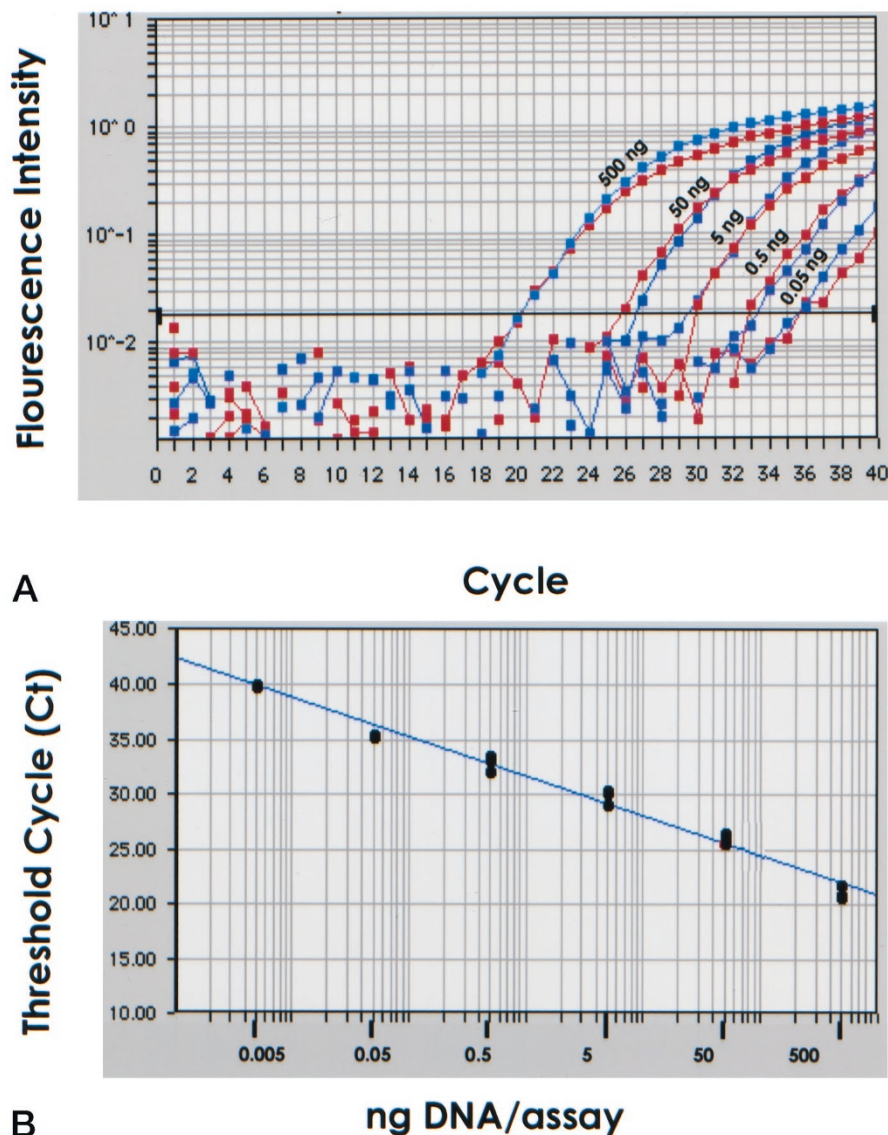 Flourescence Intensity
10^1
10^0
10^-1
10^-2
500 ng
50 ng
5 ng
0.5 ng
0.05 ng
0 2 4 6 8 10 12 14 16 18 20 22 24 26 28 30 32 34 36 38 40
A
Cycle
Threshold Cycle (Ct)
45.00
40.00
35.00
30.00
25.00
20.00
15.00
10.00
0.005 0.05 0.5 5 50 500
B
ng DNA/assay